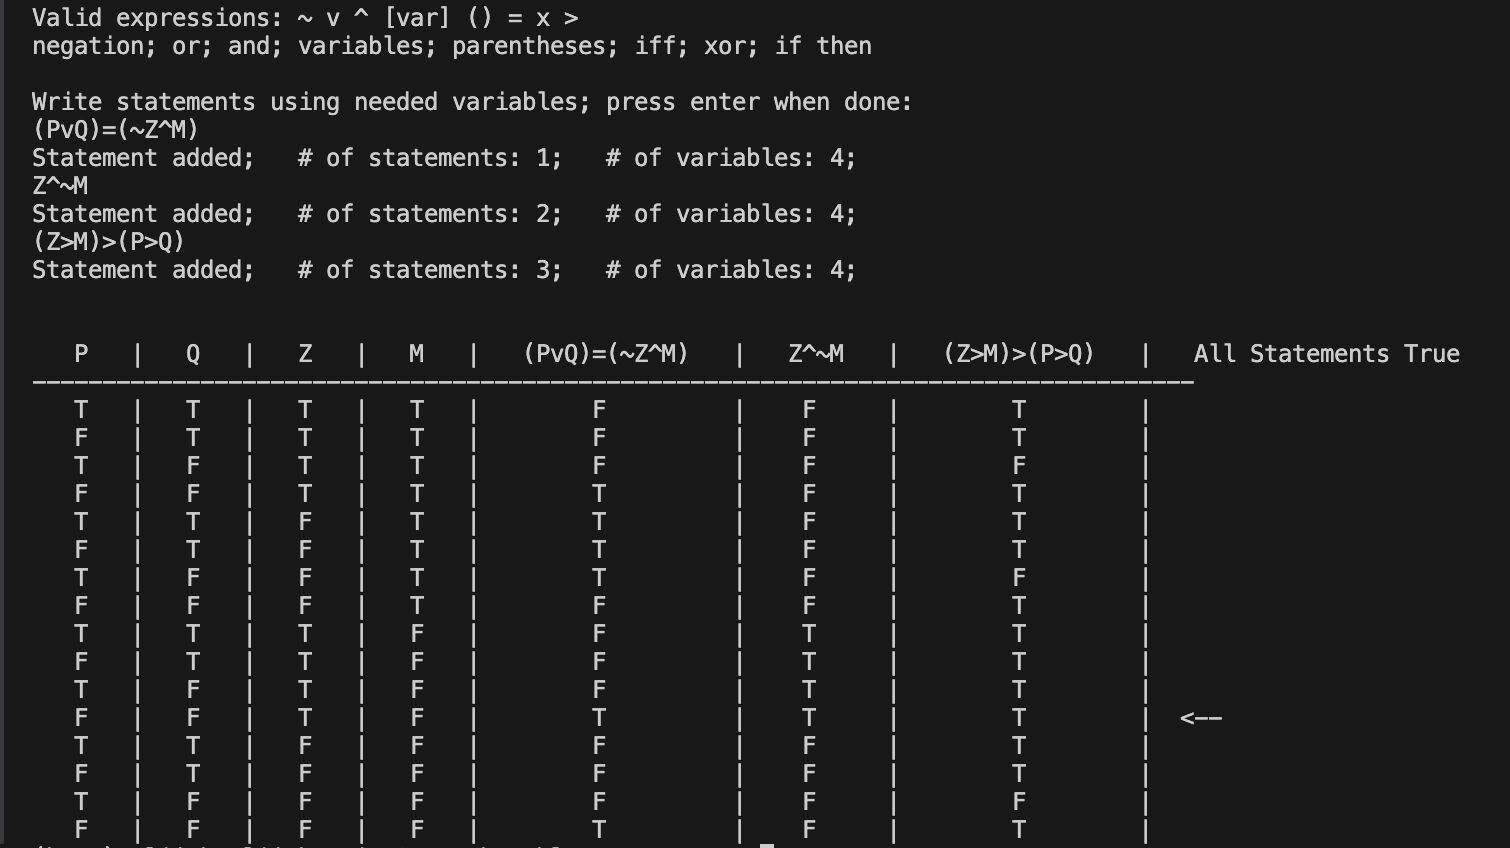 Valid expressions: ~ v ^ [var] () = x >
negation; or; and; variables; parentheses; iff; xor; if then
Write statements using needed variables; press enter when done:
(PvQ)=(~Z^M)
Statement added;   # of statements: 1;   # of variables: 4;
Z^~M
Statement added;   # of statements: 2;   # of variables: 4;
(Z>M)>(P>Q)
Statement added;   # of statements: 3;   # of variables: 4;
P | Q | Z | M | (PvQ)=(~Z^M) | Z^~M | (Z>M)>(P>Q) | All Statements True
-----------------------------------------------------------------------------------
T | T | T | T | F | F | T |
F | T | T | T | F | F | T |
T | F | T | T | F | F | F |
F | F | T | T | T | F | T |
T | T | F | T | T | F | T |
F | T | F | T | T | F | T |
T | F | F | T | T | F | F |
F | F | F | T | F | F | T |
T | T | T | F | F | T | T |
F | T | T | F | F | T | T |
T | F | T | F | F | T | T |
F | F | T | F | T | T | T | <--
T | T | F | F | F | F | T |
F | T | F | F | F | F | T |
T | F | F | F | F | F | F |
F | F | F | F | T | F | T |